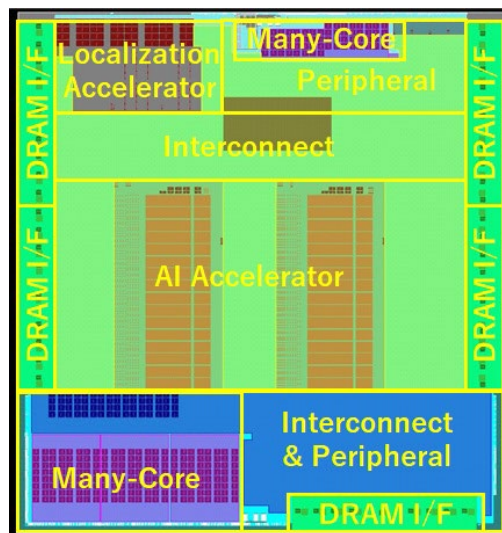 Many-Core
Localization
Accelerator
Peripheral
DRAM I/F
DRAM I/F
Interconnect
AI Accelerator
DRAM I/F
DRAM I/F
Interconnect
& Peripheral
Many-Core
DRAM I/F